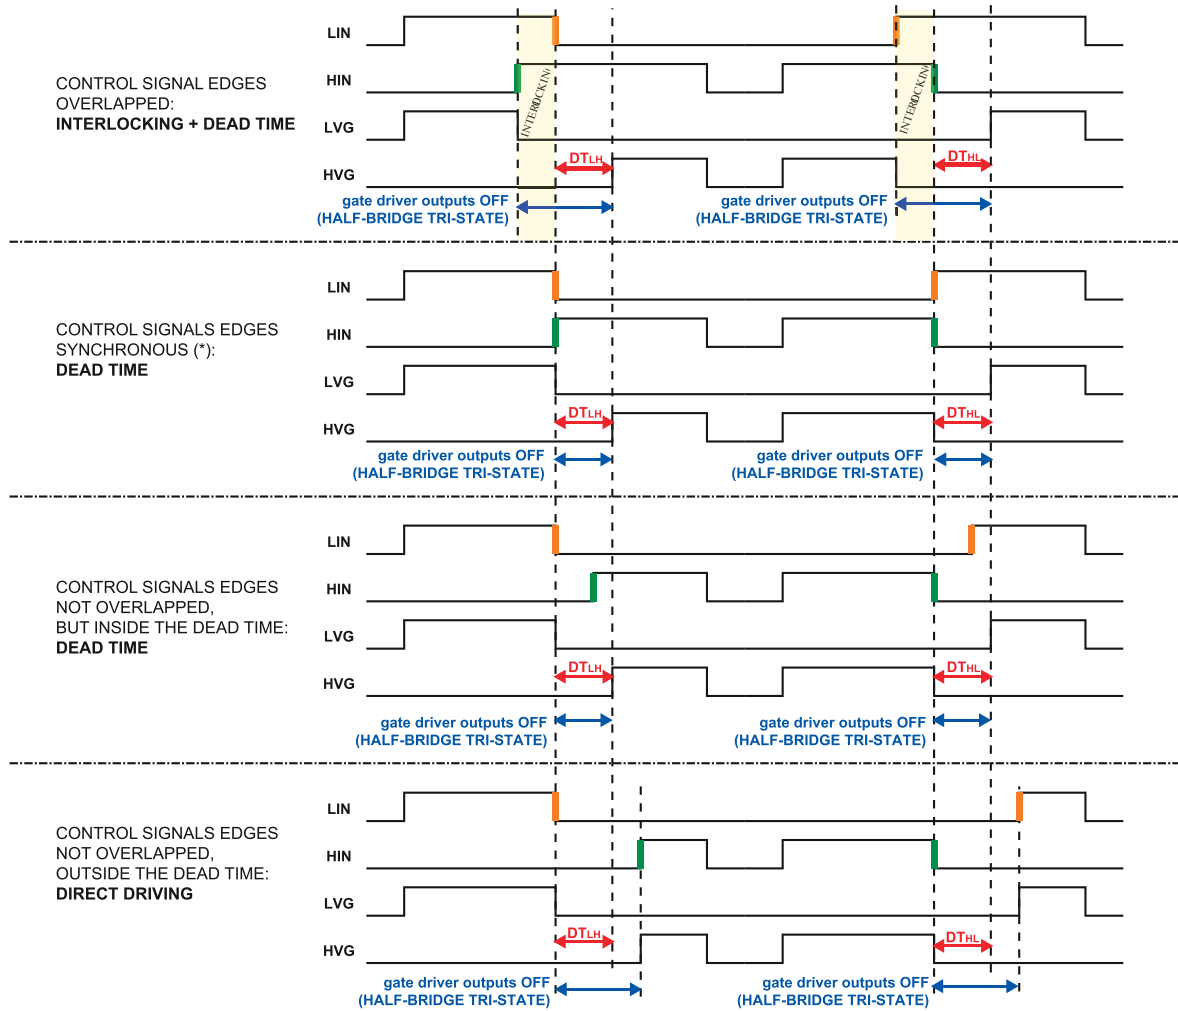 LIN
HIN
CONTROL SIGNAL EDGES
OVERLAPPED:
INTERLOCKING + DEAD TIME
INTERLOCKING
INTERLOCKING
LVG
DTLH
DTHL
HVG
gate driver outputs OFF
(HALF-BRIDGE TRI-STATE)
gate driver outputs OFF
(HALF-BRIDGE TRI-STATE)
LIN
CONTROL SIGNALS EDGES
SYNCHRONOUS (*):
DEAD TIME
HIN
LVG
DTLH
DTHL
HVG
gate driver outputs OFF
(HALF-BRIDGE TRI-STATE)
gate driver outputs OFF
(HALF-BRIDGE TRI-STATE)
LIN
CONTROL SIGNALS EDGES
NOT OVERLAPPED,
BUT INSIDE THE DEAD TIME:
DEAD TIME
HIN
LVG
DTLH
DTHL
HVG
gate driver outputs OFF
(HALF-BRIDGE TRI-STATE)
gate driver outputs OFF
(HALF-BRIDGE TRI-STATE)
LIN
CONTROL SIGNALS EDGES
NOT OVERLAPPED,
OUTSIDE THE DEAD TIME:
DIRECT DRIVING
HIN
LVG
DTLH
DTHL
HVG
gate driver outputs OFF
(HALF-BRIDGE TRI-STATE)
gate driver outputs OFF
(HALF-BRIDGE TRI-STATE)